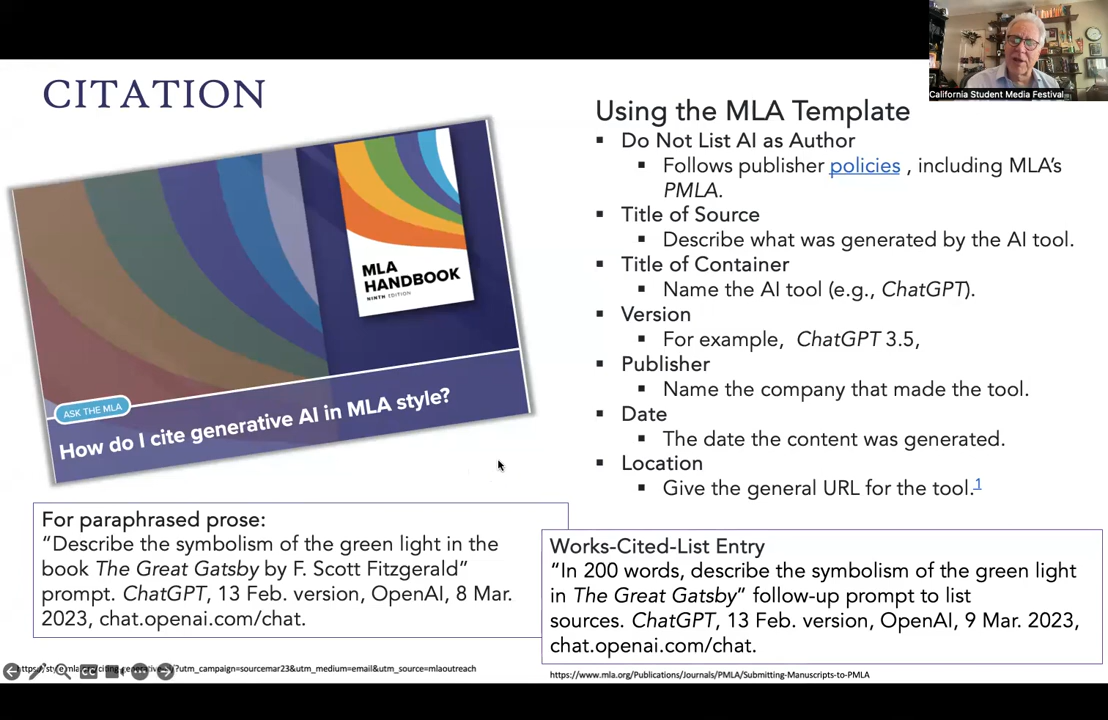 California Student Media Festival
CITATION
MLA
HANDBOOK
NINTH EDITION
ASK THE MLA
How do I cite generative AI in MLA style?
Using the MLA Template
▪ Do Not List AI as Author
▪ Follows publisher policies , including MLA's
PMLA.
▪ Title of Source
▪ Describe what was generated by the AI tool.
▪ Title of Container
▪ Name the AI tool (e.g., ChatGPT).
▪ Version
▪ For example, ChatGPT 3.5,
▪ Publisher
▪ Name the company that made the tool.
▪ Date
▪ The date the content was generated.
▪ Location
▪ Give the general URL for the tool.1
For paraphrased prose:
“Describe the symbolism of the green light in the
book The Great Gatsby by F. Scott Fitzgerald”
prompt. ChatGPT, 13 Feb. version, OpenAI, 8 Mar.
2023, chat.openai.com/chat.
Works-Cited-List Entry
“In 200 words, describe the symbolism of the green light
in The Great Gatsby” follow-up prompt to list
sources. ChatGPT, 13 Feb. version, OpenAI, 9 Mar. 2023,
chat.openai.com/chat.
?utm_campaign=sourcemar23&utm_medium=email&utm_source=mlaoutreach
CC
https://www.mla.org/Publications/Journals/PMLA/Submitting-Manuscripts-to-PMLA